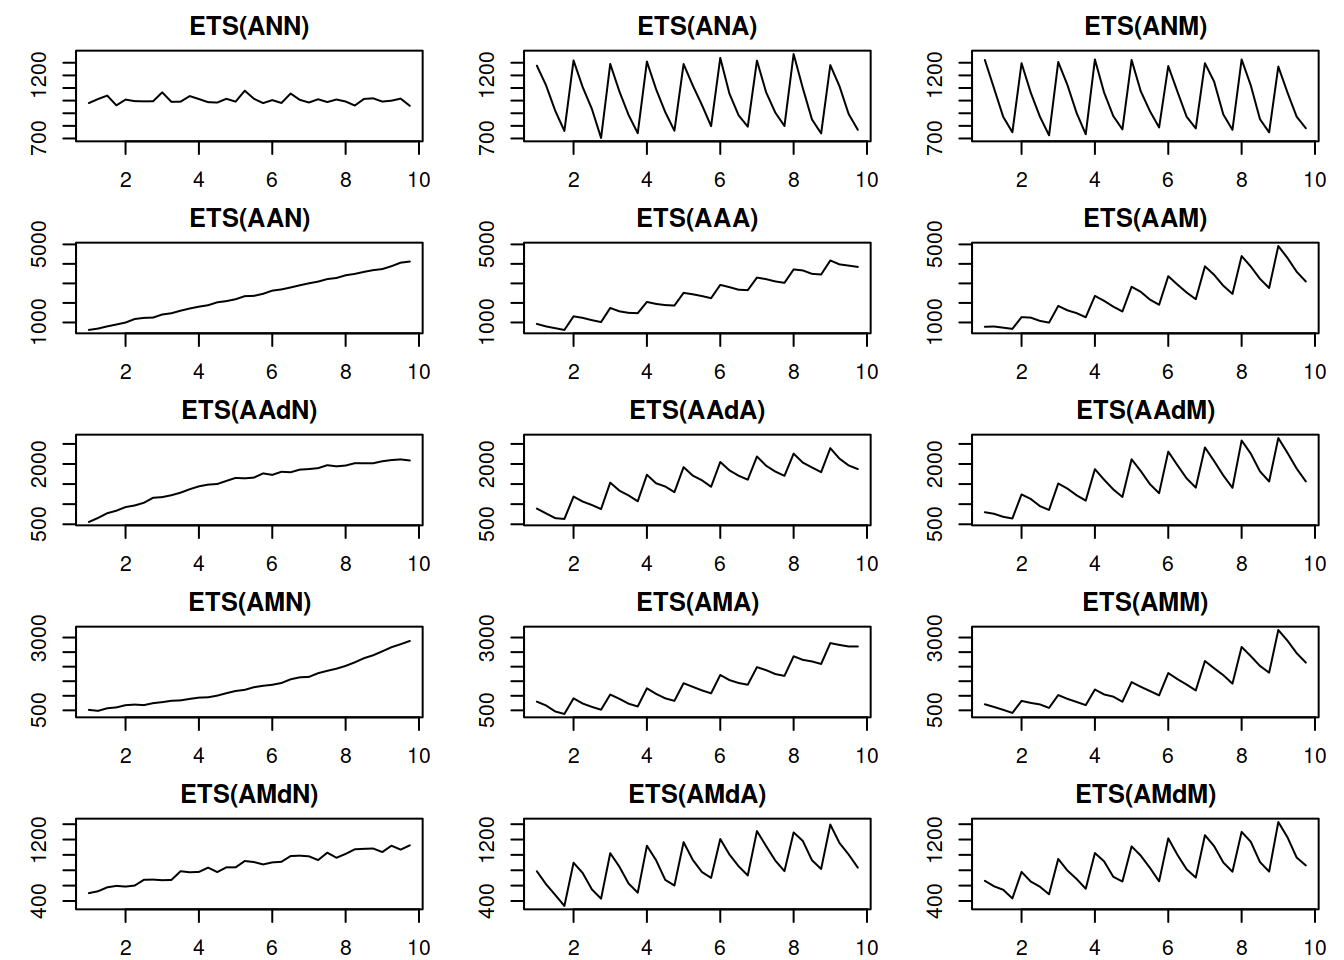 ETS(ANN) ETS(ANA) ETS(ANM)
1200 1200 1200
700 700 700
2 4 6 8 10 2 4 6 8 10 2 4 6 8 10
ETS(AAN) ETS(AAA) ETS(AAM)
5000 5000 5000
1000 1000 1000
2 4 6 8 10 2 4 6 8 10 2 4 6 8 10
ETS(AAdN) ETS(AAdA) ETS(AAdM)
2000 2000 2000
500 500 500
2 4 6 8 10 2 4 6 8 10 2 4 6 8 10
ETS(AMN) ETS(AMA) ETS(AMM)
3000 3000 3000
500 500 500
2 4 6 8 10 2 4 6 8 10 2 4 6 8 10
ETS(AMdN) ETS(AMdA) ETS(AMdM)
1200 1200 1200
400 400 400
2 4 6 8 10 2 4 6 8 10 2 4 6 8 10